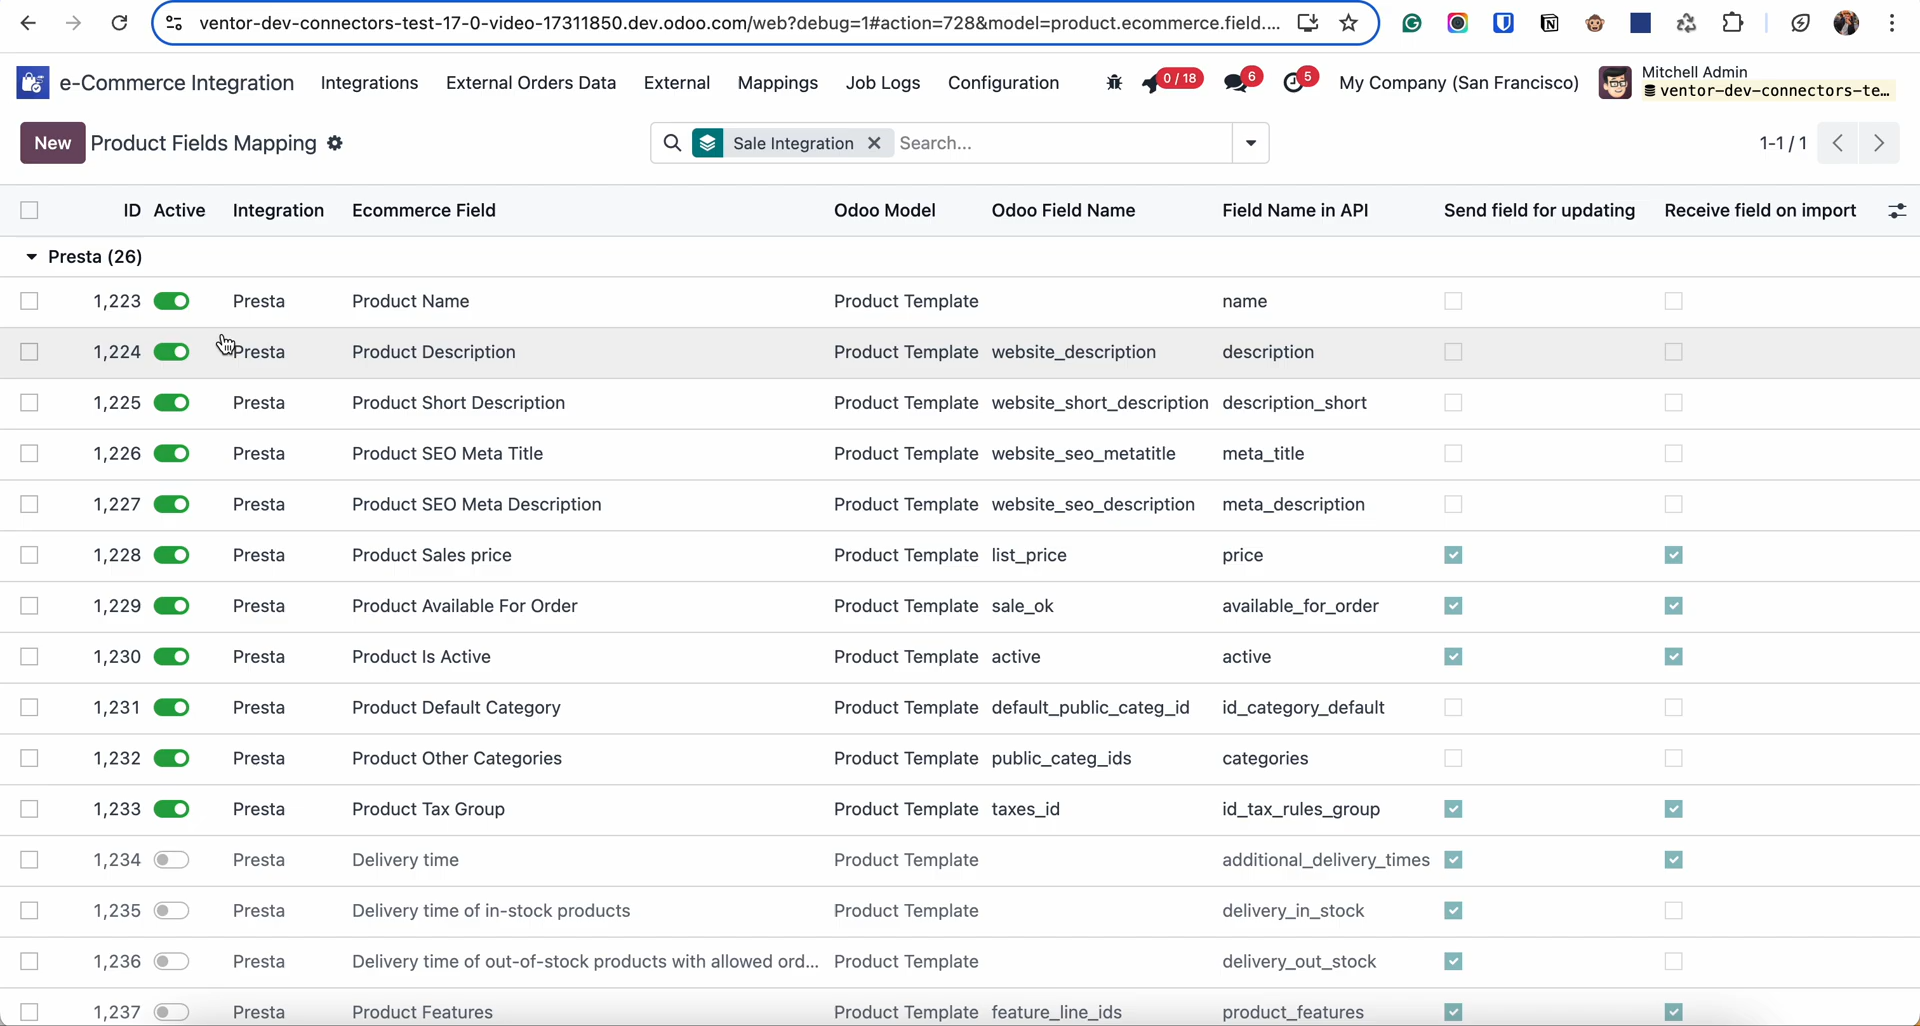 ventor-dev-connectors-test-17-0-video-17311850.dev.odoo.com/web?debug=1#action=728&model=product.ecommerce.field....
e-Commerce Integration Integrations External Orders Data External Mappings Job Logs Configuration 0 / 18 6 5 My Company (San Francisco) Mitchell Admin
ventor-dev-connectors-te...
New Product Fields Mapping Sale Integration Search... 1-1 / 1
ID Active Integration Ecommerce Field Odoo Model Odoo Field Name Field Name in API Send field for updating Receive field on import
Presta (26)
1,223 Presta Product Name Product Template name
1,224 Presta Product Description Product Template website_description description
1,225 Presta Product Short Description Product Template website_short_description description_short
1,226 Presta Product SEO Meta Title Product Template website_seo_metatitle meta_title
1,227 Presta Product SEO Meta Description Product Template website_seo_description meta_description
1,228 Presta Product Sales price Product Template list_price price
1,229 Presta Product Available For Order Product Template sale_ok available_for_order
1,230 Presta Product Is Active Product Template active active
1,231 Presta Product Default Category Product Template default_public_categ_id id_category_default
1,232 Presta Product Other Categories Product Template public_categ_ids categories
1,233 Presta Product Tax Group Product Template taxes_id id_tax_rules_group
1,234 Presta Delivery time Product Template additional_delivery_times
1,235 Presta Delivery time of in-stock products Product Template delivery_in_stock
1,236 Presta Delivery time of out-of-stock products with allowed ord... Product Template delivery_out_stock
1,237 Presta Product Features Product Template feature_line_ids product_features